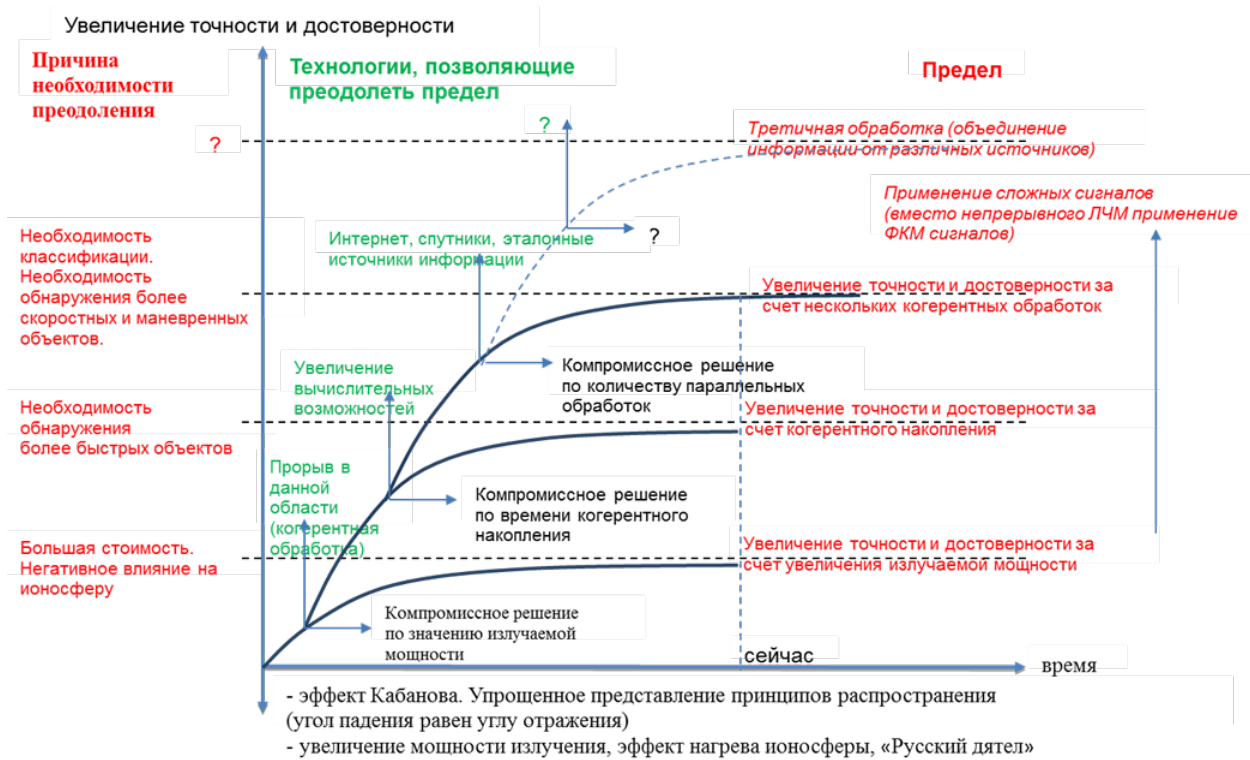 Увеличение точности и достоверности
Причина
необходимости
преодоления
Технологии, позволяющие
преодолеть предел
Предел
?
?
Третичная обработка (объединение
информации от различных источников)
Применение сложных сигналов
(вместо непрерывного ЛЧМ применение
ФКМ сигналов)
Необходимость
классификации.
Необходимость
обнаружения более
скоростных и маневренных
объектов.
Интернет, спутники, эталонные
источники информации
?
Увеличение точности и достоверности за
счет нескольких когерентных обработок
Увеличение
вычислительных
возможностей
Компромиссное решение
по количеству параллельных
обработок
Необходимость
обнаружения
более быстрых объектов
Увеличение точности и достоверности за
счет когерентного накопления
Прорыв в
данной
области
(когерентная
обработка)
Компромиссное решение
по времени когерентного
накопления
Большая стоимость.
Негативное влияние на
ионосферу
Увеличение точности и достоверности за
счёт увеличения излучаемой мощности
Компромиссное решение
по значению излучаемой
мощности
сейчас
время
- эффект Кабанова. Упрощенное представление принципов распространения
(угол падения равен углу отражения)
- увеличение мощности излучения, эффект нагрева ионосферы, «Русский дятел»